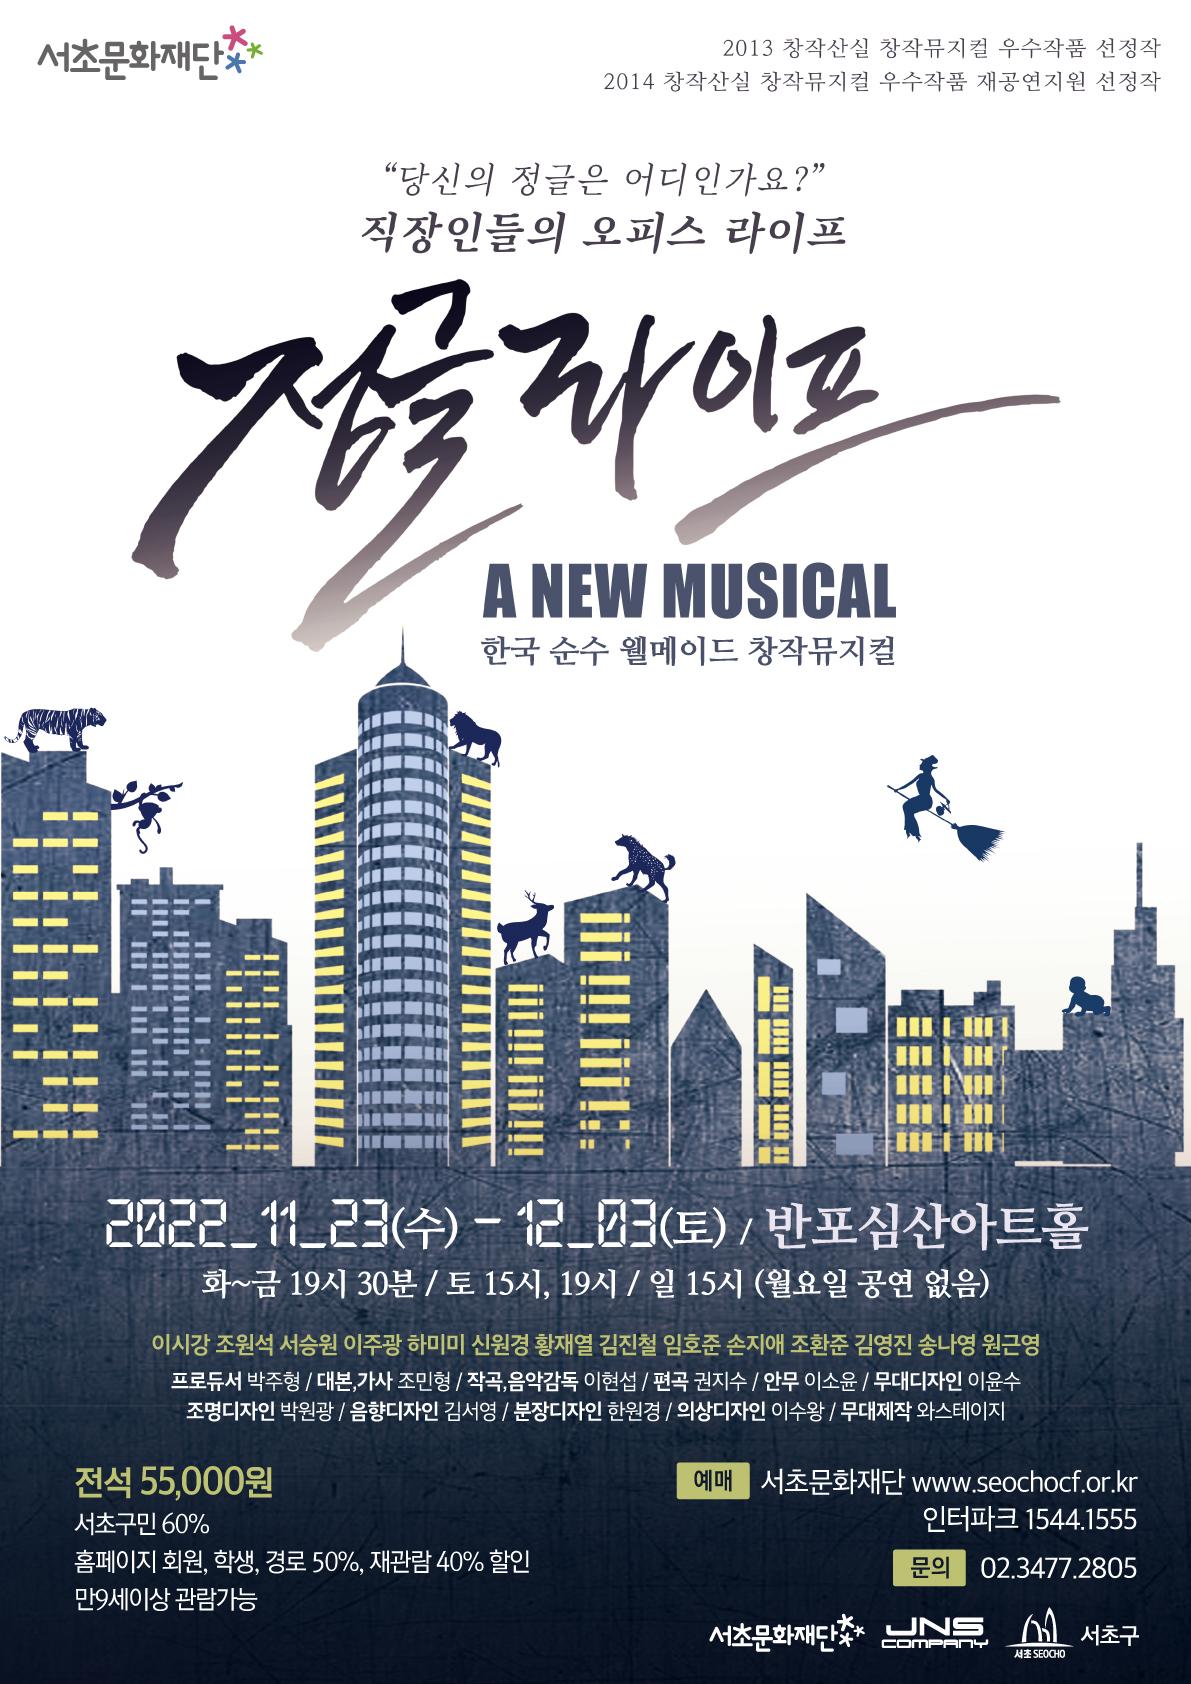 서초문화재단
2013 창작산실 창작뮤지컬 우수작품 선정작
2014 창작산실 창작뮤지컬 우수작품 재공연지원 선정작
“당신의 정글은 어디인가요?”
직장인들의 오피스 라이프
정글라이프
A NEW MUSICAL
한국 순수 웰메이드 창작뮤지컬
2022_11_23(수) - 12_03(토) / 반포심산아트홀
화~금 19시 30분 / 토 15시, 19시 / 일 15시 (월요일 공연 없음)
이시강 조원석 서승원 이주광 하미미 신원경 황재열 김진철 임호준 손지애 조환준 김영진 송나영 원근영
프로듀서 박주형 / 대본,가사 조민형 / 작곡,음악감독 이현섭 / 편곡 권지수 / 안무 이소윤 / 무대디자인 이윤수
조명디자인 박원광 / 음향디자인 김서영 / 분장디자인 한원경 / 의상디자인 이수왕 / 무대제작 와스테이지
전석 55,000원
서초구민 60%
홈페이지 회원, 학생, 경로 50%, 재관람 40% 할인
만9세이상 관람가능
예매 서초문화재단 www.seochocf.or.kr
인터파크 1544.1555
문의 02.3477.2805
서초문화재단 JNS COMPANY 서초 SEOCHO 서초구